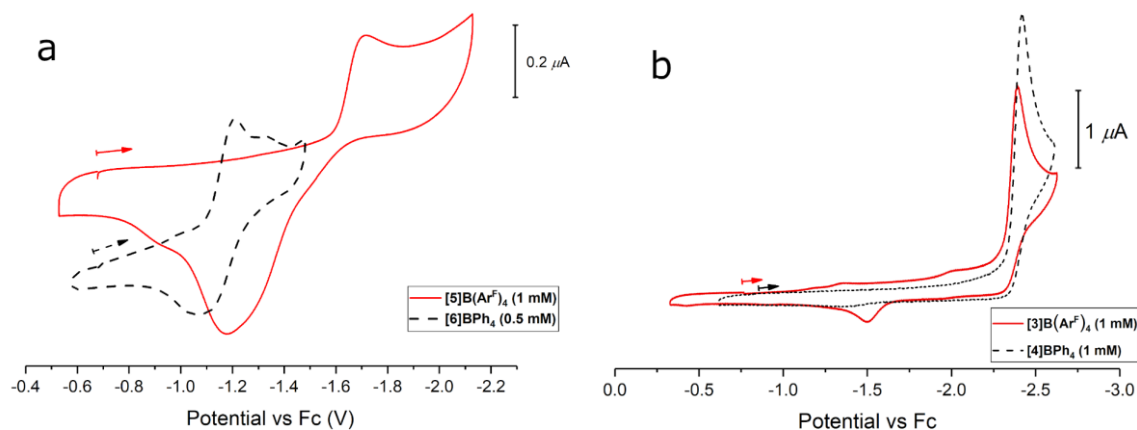 a
0.2 μA
[5]B(Ar^F)₄ (1 mM)
[6]BPh₄ (0.5 mM)
-0.4 -0.6 -0.8 -1.0 -1.2 -1.4 -1.6 -1.8 -2.0 -2.2
Potential vs Fc (V)
b
1 μA
[3]B(Ar^F)₄ (1 mM)
[4]BPh₄ (1 mM)
0.0 -0.5 -1.0 -1.5 -2.0 -2.5 -3.0
Potential vs Fc